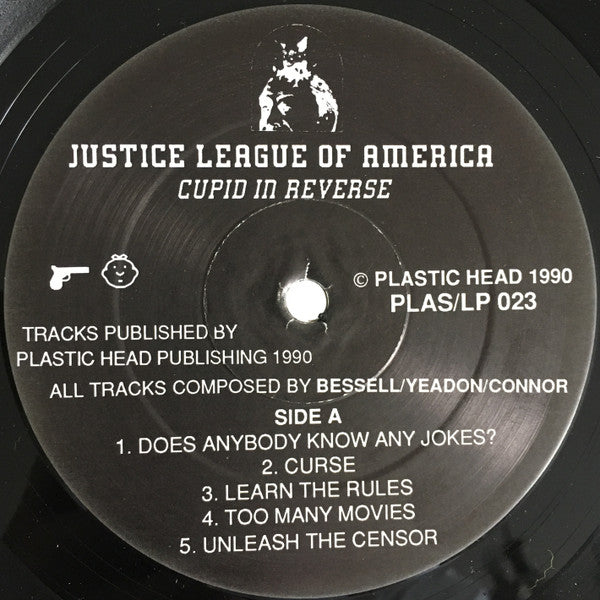 JUSTICE LEAGUE OF AMERICA
CUPID IN REVERSE
© PLASTIC HEAD 1990
PLAS/LP 023
TRACKS PUBLISHED BY
PLASTIC HEAD PUBLISHING 1990
ALL TRACKS COMPOSED BY BESSELL/YEADON/CONNOR
SIDE A
1. DOES ANYBODY KNOW ANY JOKES?
2. CURSE
3. LEARN THE RULES
4. TOO MANY MOVIES
5. UNLEASH THE CENSOR